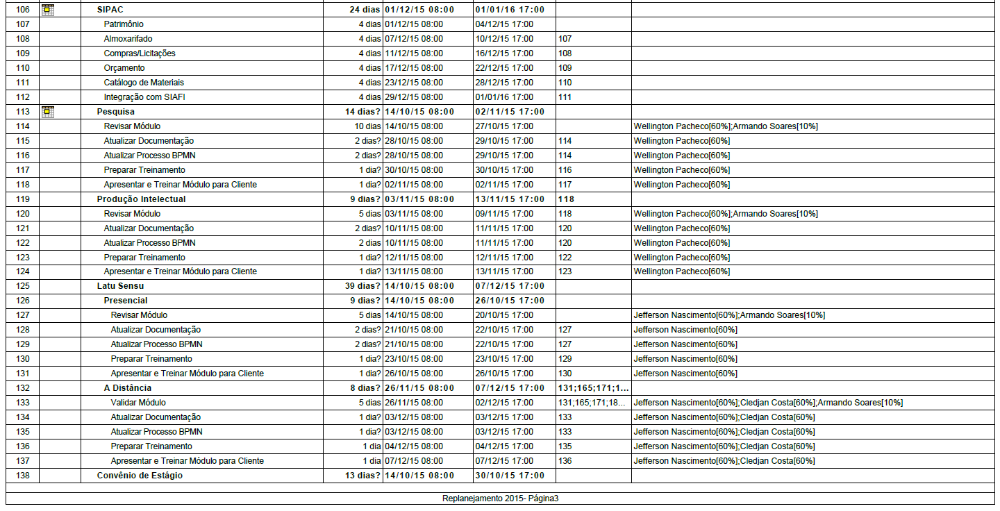 106 SIPAC 24 dias 01/12/15 08:00 01/01/16 17:00
107 Patrimônio 4 dias 01/12/15 08:00 04/12/15 17:00
108 Almoxarifado 4 dias 07/12/15 08:00 10/12/15 17:00 107
109 Compras/Licitações 4 dias 11/12/15 08:00 16/12/15 17:00 108
110 Orçamento 4 dias 17/12/15 08:00 22/12/15 17:00 109
111 Catálogo de Materiais 4 dias 23/12/15 08:00 28/12/15 17:00 110
112 Integração com SIAFI 4 dias 29/12/15 08:00 01/01/16 17:00 111
113 Pesquisa 14 dias? 14/10/15 08:00 02/11/15 17:00
114 Revisar Módulo 10 dias 14/10/15 08:00 27/10/15 17:00 Wellington Pacheco[60%];Armando Soares[10%]
115 Atualizar Documentação 2 dias? 28/10/15 08:00 29/10/15 17:00 114 Wellington Pacheco[60%]
116 Atualizar Processo BPMN 2 dias? 28/10/15 08:00 29/10/15 17:00 114 Wellington Pacheco[60%]
117 Preparar Treinamento 1 dia? 30/10/15 08:00 30/10/15 17:00 116 Wellington Pacheco[60%]
118 Apresentar e Treinar Módulo para Cliente 1 dia? 02/11/15 08:00 02/11/15 17:00 117 Wellington Pacheco[60%]
119 Produção Intelectual 9 dias? 03/11/15 08:00 13/11/15 17:00 118
120 Revisar Módulo 5 dias 03/11/15 08:00 09/11/15 17:00 118 Wellington Pacheco[60%];Armando Soares[10%]
121 Atualizar Documentação 2 dias? 10/11/15 08:00 11/11/15 17:00 120 Wellington Pacheco[60%]
122 Atualizar Processo BPMN 2 dias 10/11/15 08:00 11/11/15 17:00 120 Wellington Pacheco[60%]
123 Preparar Treinamento 1 dia? 12/11/15 08:00 12/11/15 17:00 122 Wellington Pacheco[60%]
124 Apresentar e Treinar Módulo para Cliente 1 dia? 13/11/15 08:00 13/11/15 17:00 123 Wellington Pacheco[60%]
125 Latu Sensu 39 dias? 14/10/15 08:00 07/12/15 17:00
126 Presencial 9 dias? 14/10/15 08:00 26/10/15 17:00
127 Revisar Módulo 5 dias 14/10/15 08:00 20/10/15 17:00 Jefferson Nascimento[60%];Armando Soares[10%]
128 Atualizar Documentação 2 dias? 21/10/15 08:00 22/10/15 17:00 127 Jefferson Nascimento[60%]
129 Atualizar Processo BPMN 2 dias? 21/10/15 08:00 22/10/15 17:00 127 Jefferson Nascimento[60%]
130 Preparar Treinamento 1 dia? 23/10/15 08:00 23/10/15 17:00 129 Jefferson Nascimento[60%]
131 Apresentar e Treinar Módulo para Cliente 1 dia? 26/10/15 08:00 26/10/15 17:00 130 Jefferson Nascimento[60%]
132 A Distância 8 dias? 26/11/15 08:00 07/12/15 17:00 131;165;171;1...
133 Validar Módulo 5 dias 26/11/15 08:00 02/12/15 17:00 131;165;171;18... Jefferson Nascimento[60%];Cledjan Costa[60%];Armando Soares[10%]
134 Atualizar Documentação 1 dia? 03/12/15 08:00 03/12/15 17:00 133 Jefferson Nascimento[60%];Cledjan Costa[60%]
135 Atualizar Processo BPMN 1 dia? 03/12/15 08:00 03/12/15 17:00 133 Jefferson Nascimento[60%];Cledjan Costa[60%]
136 Preparar Treinamento 1 dia 04/12/15 08:00 04/12/15 17:00 135 Jefferson Nascimento[60%];Cledjan Costa[60%]
137 Apresentar e Treinar Módulo para Cliente 1 dia 07/12/15 08:00 07/12/15 17:00 136 Jefferson Nascimento[60%];Cledjan Costa[60%]
138 Convênio de Estágio 13 dias? 14/10/15 08:00 30/10/15 17:00
Replanejamento 2015- Página3